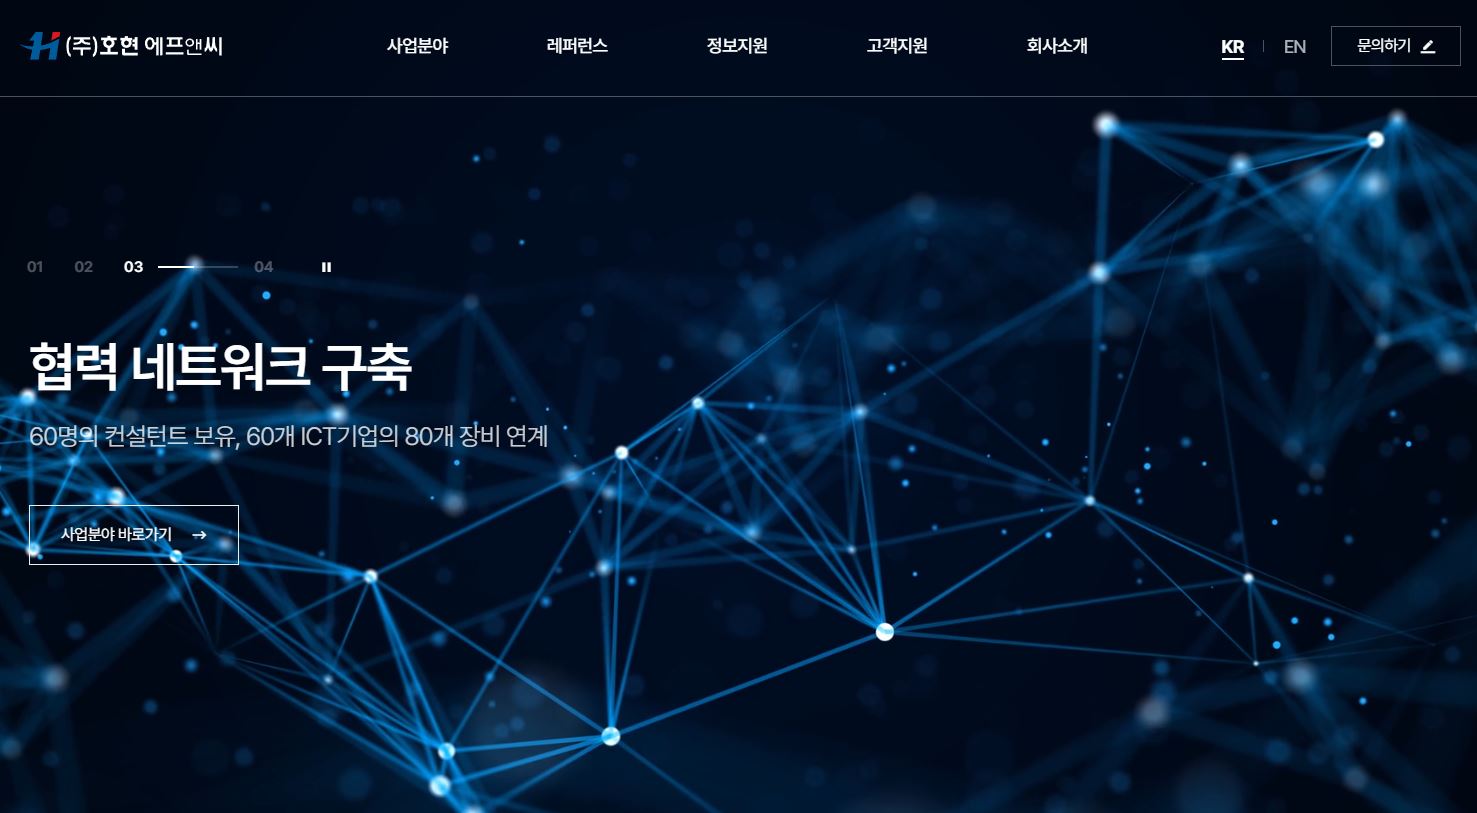 (주)호현 에프앤씨
사업분야 레퍼런스 정보지원 고객지원 회사소개
KR EN 문의하기
01 02 03 04
협력 네트워크 구축
60명의 컨설턴트 보유, 60개 ICT기업의 80개 장비 연계
사업분야 바로가기